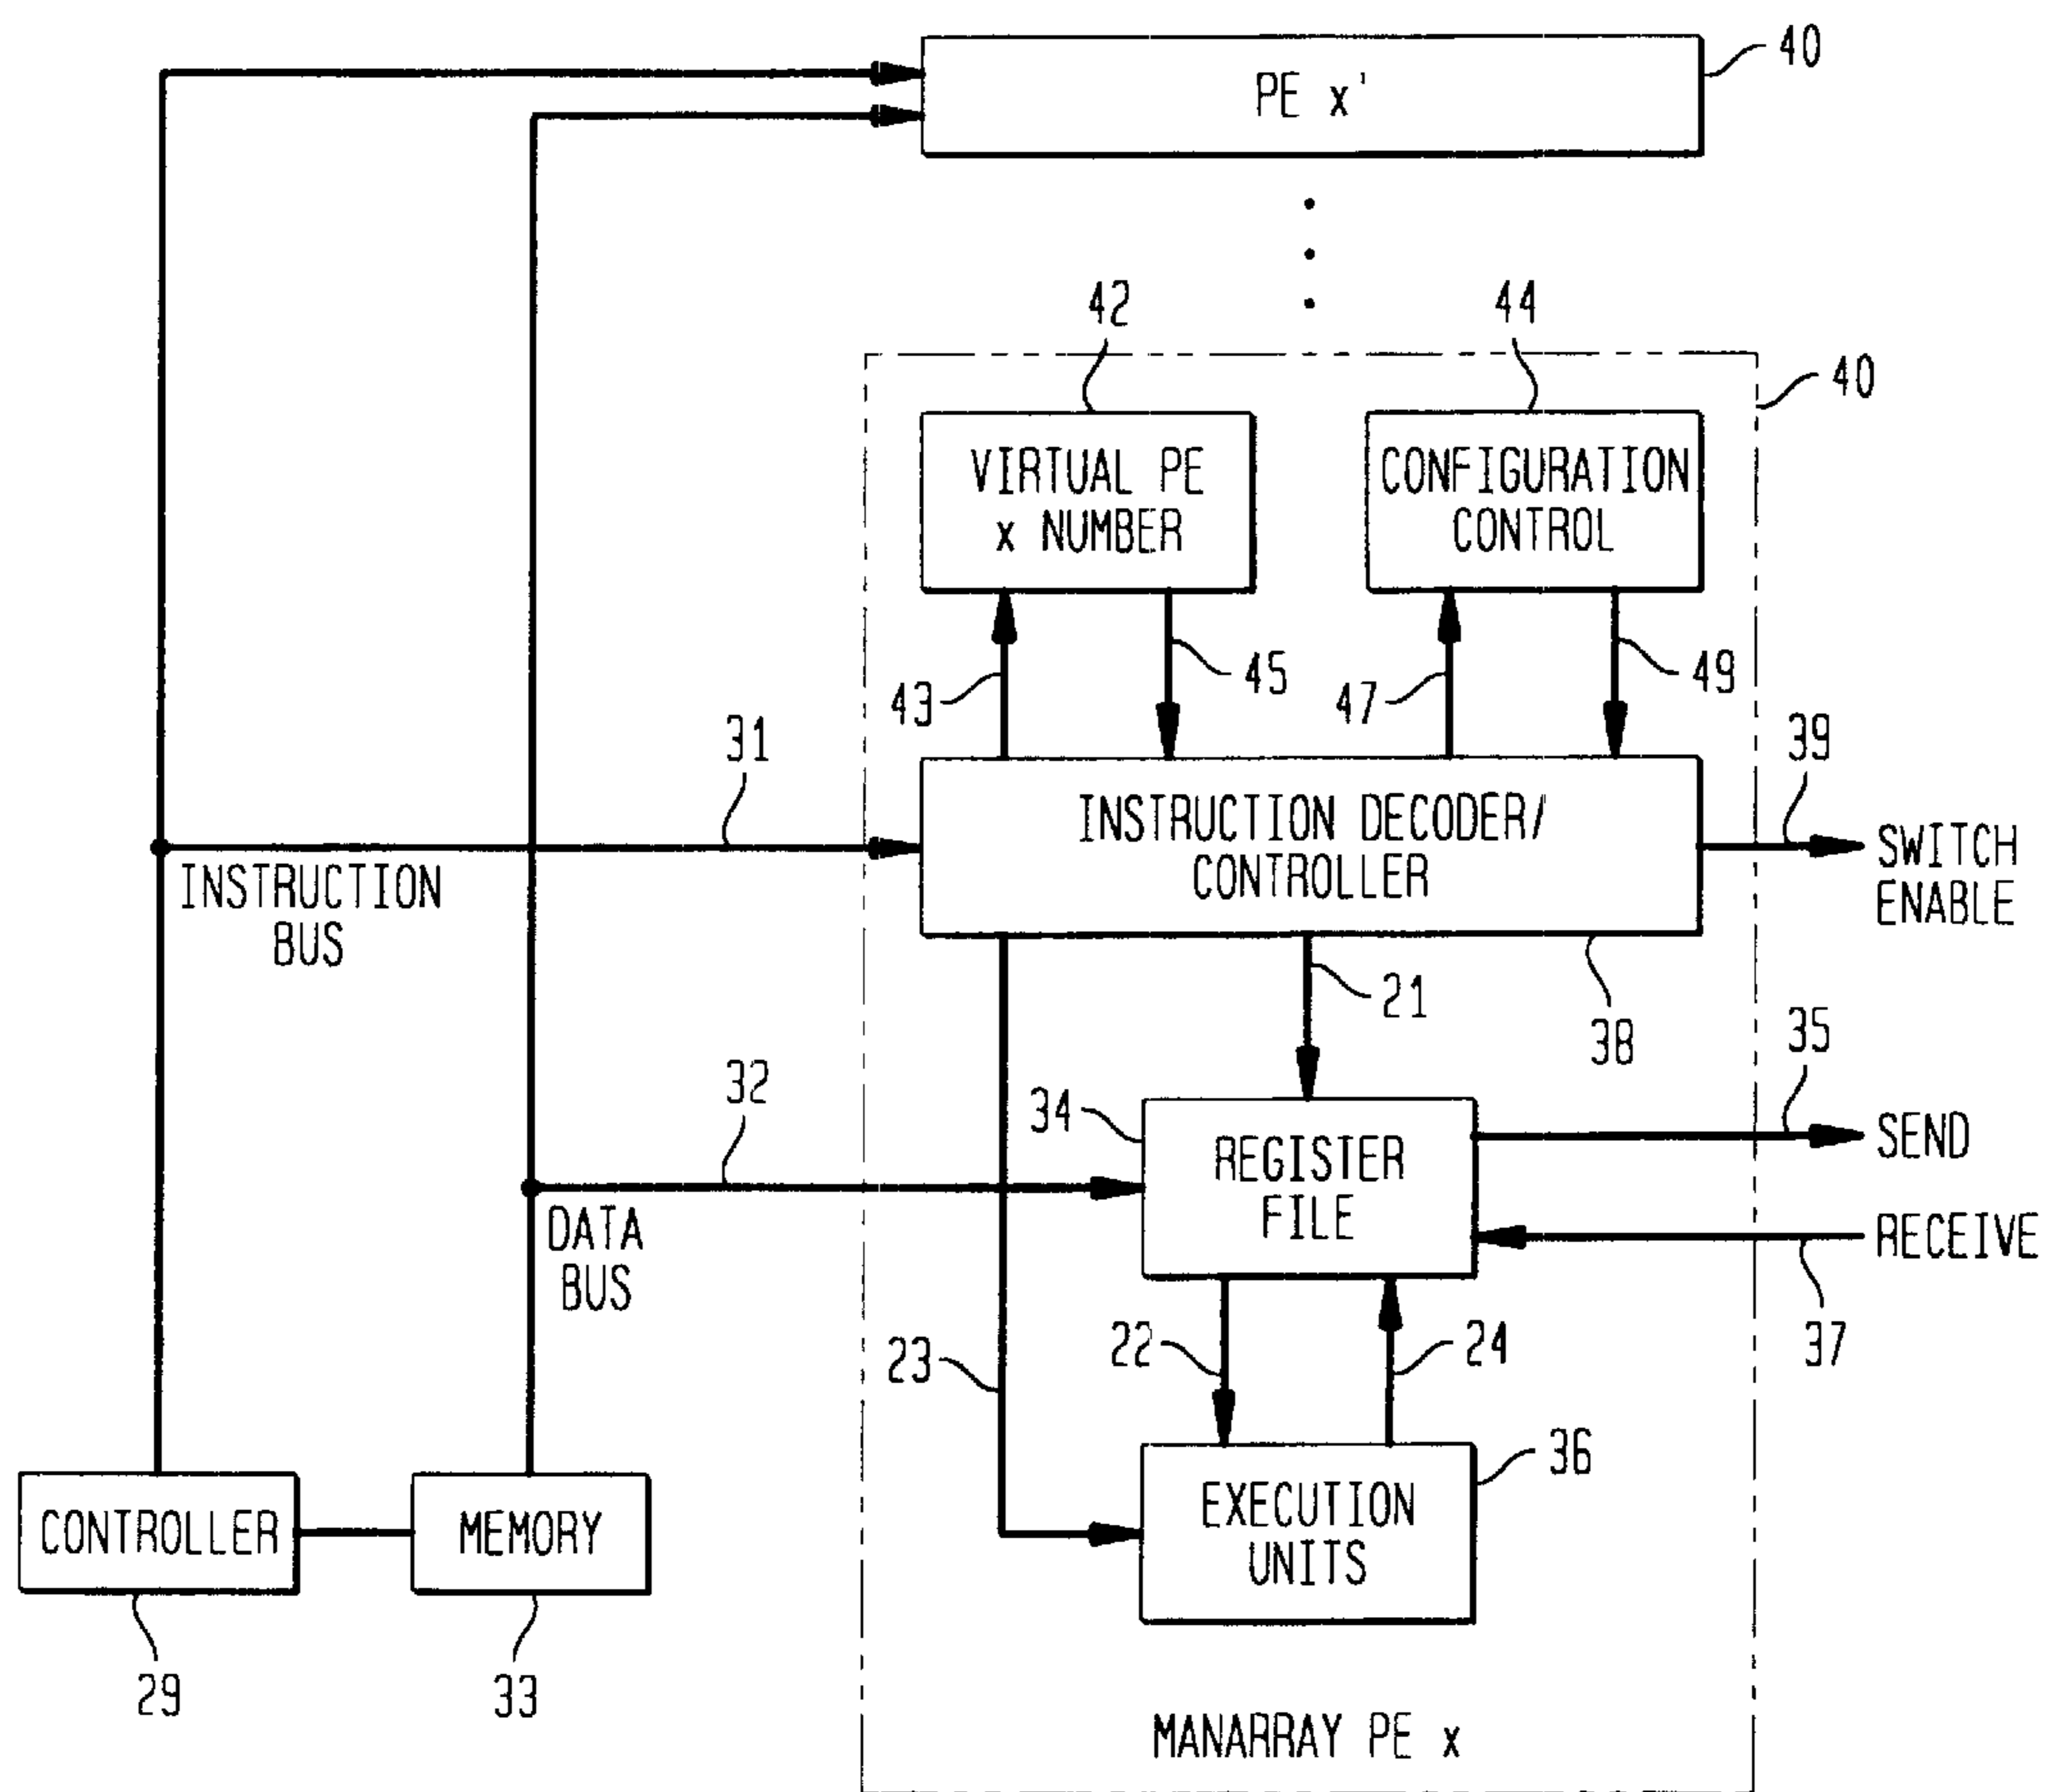 40
PE x'
42
44
40
VIRTUAL PE
x NUMBER
CONFIGURATION
CONTROL
43
45
47
49
31
39
INSTRUCTION DECODER/
CONTROLLER
SWITCH
ENABLE
INSTRUCTION
BUS
21
38
35
32
34
REGISTER
FILE
SEND
RECEIVE
DATA
BUS
23
22
24
37
36
EXECUTION
UNITS
CONTROLLER
MEMORY
29
33
MANARRAY PE x